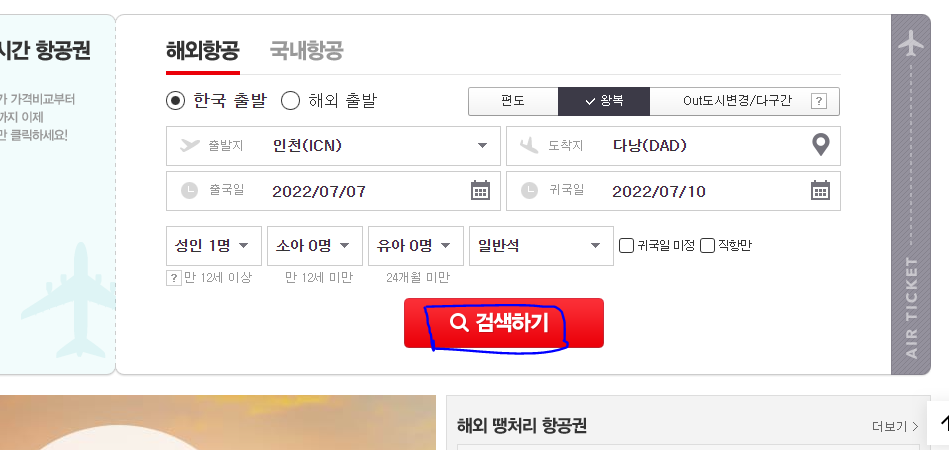 시간 항공권
가 가격비교부터
까지 이제
만 클릭하세요!
해외항공 국내항공
한국 출발 해외 출발
편도 왕복 Out도시변경/다구간 ?
출발지 인천(ICN) 도착지 다낭(DAD)
출국일 2022/07/07 귀국일 2022/07/10
성인 1명 소아 0명 유아 0명 일반석 귀국일 미정 직항만
? 만 12세 이상 만 12세 미만 24개월 미만
검색하기
AIR TICKET
해외 땡처리 항공권 더보기 >